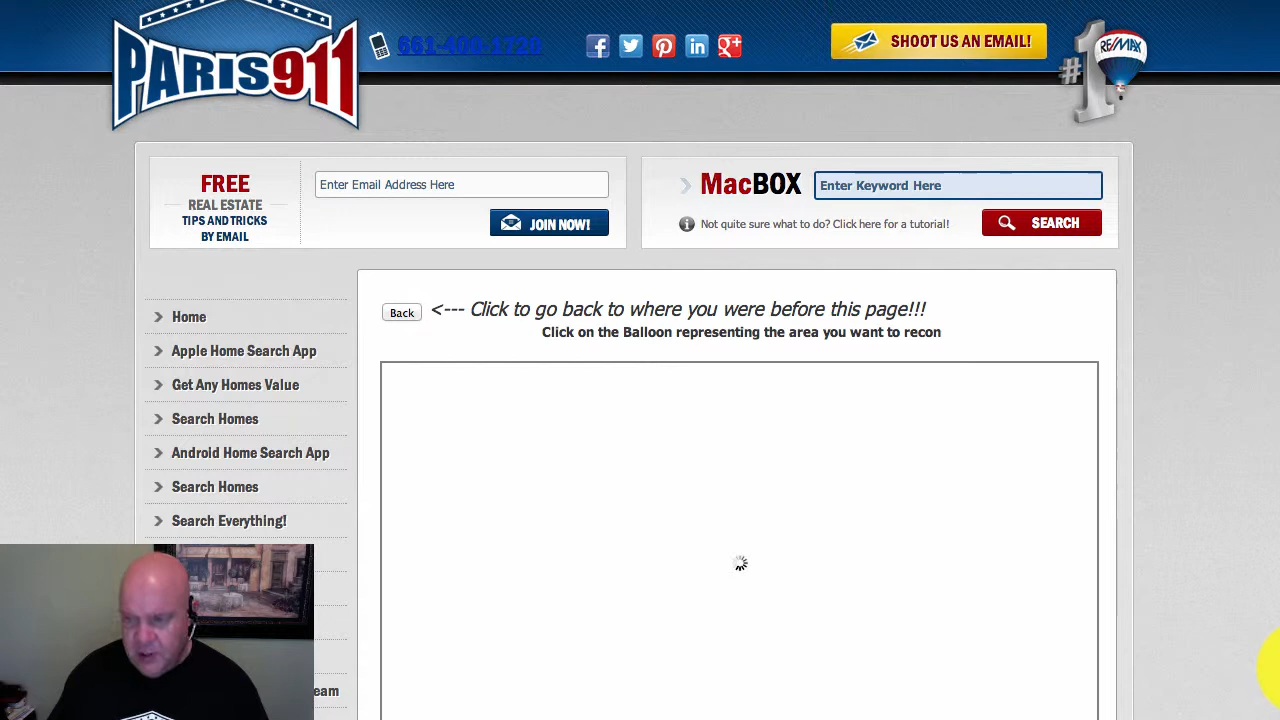 PARIS911
661-400-1720
SHOOT US AN EMAIL!
#1
RE/MAX
FREE
REAL ESTATE
TIPS AND TRICKS
BY EMAIL
Enter Email Address Here
JOIN NOW!
MacBOX
Enter Keyword Here
Not quite sure what to do? Click here for a tutorial!
SEARCH
Back
<--- Click to go back to where you were before this page!!!
Click on the Balloon representing the area you want to recon
Home
Apple Home Search App
Get Any Homes Value
Search Homes
Android Home Search App
Search Homes
Search Everything!
eam